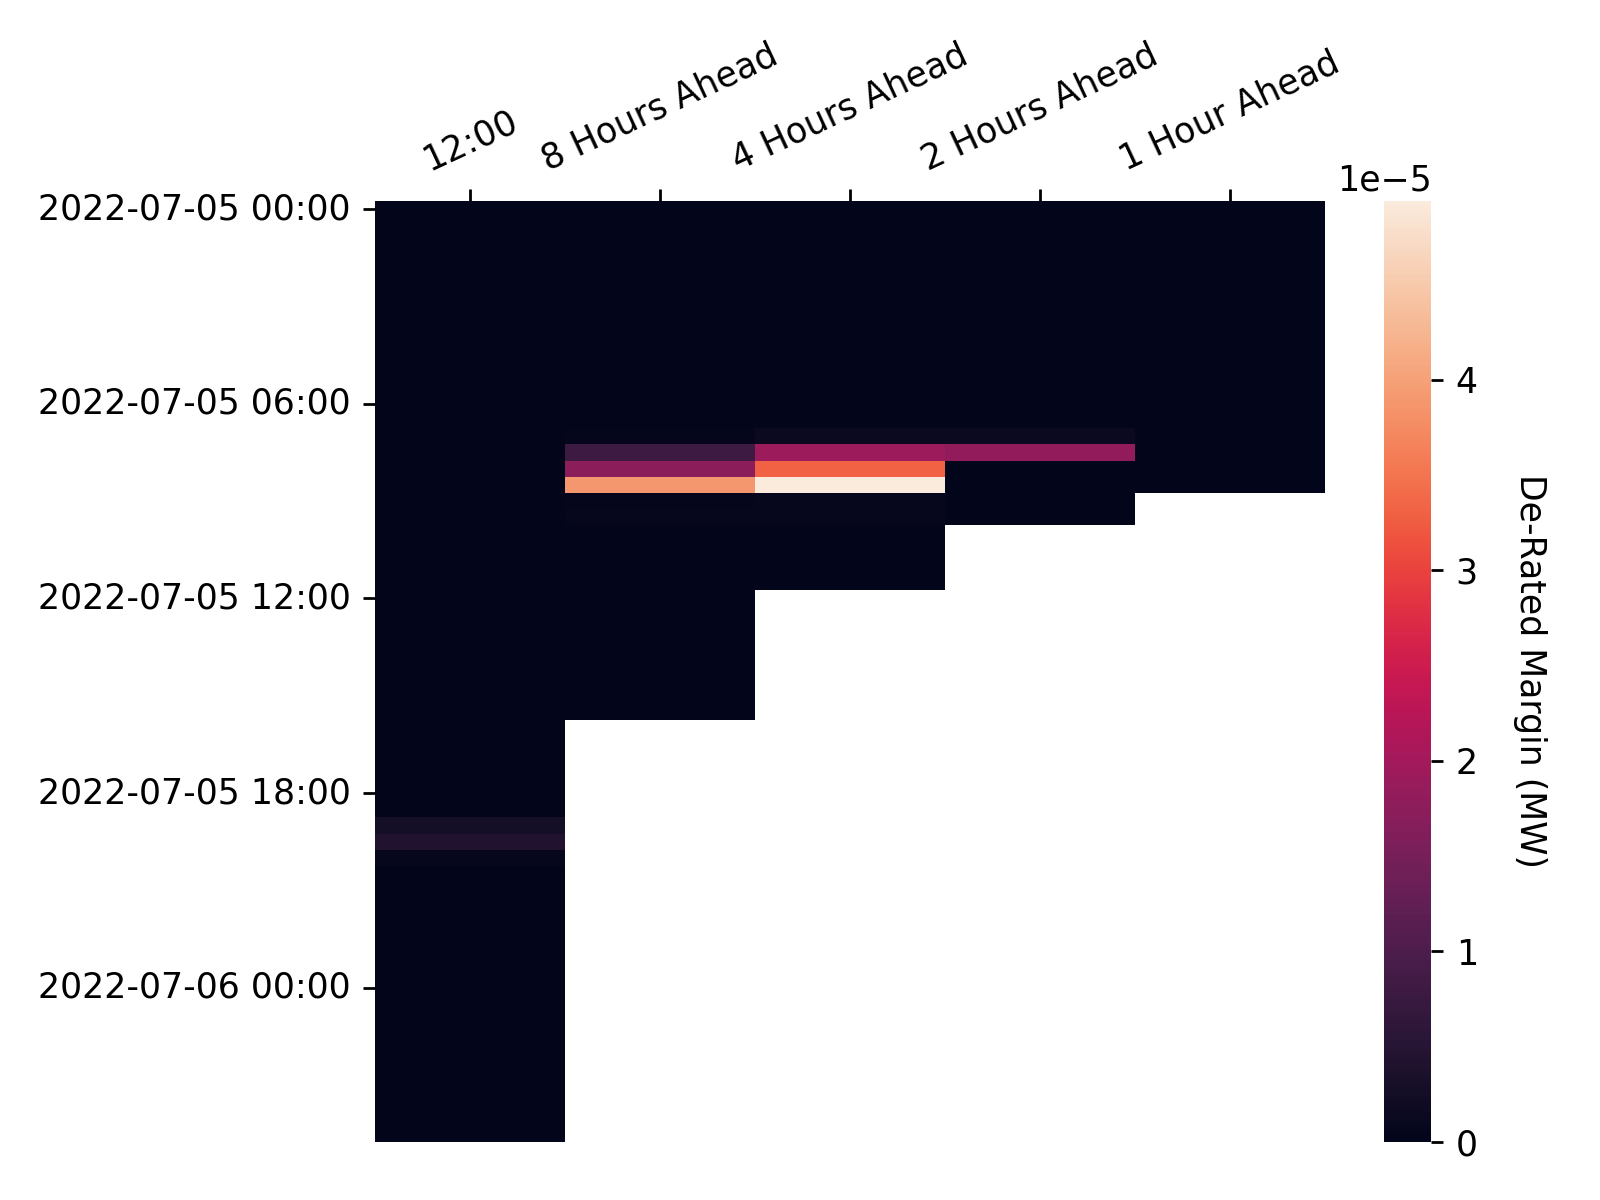 12:00
8 Hours Ahead
4 Hours Ahead
2 Hours Ahead
1 Hour Ahead
1e−5
2022-07-05 00:00
2022-07-05 06:00
2022-07-05 12:00
2022-07-05 18:00
2022-07-06 00:00
4
3
2
1
0
De-Rated Margin (MW)